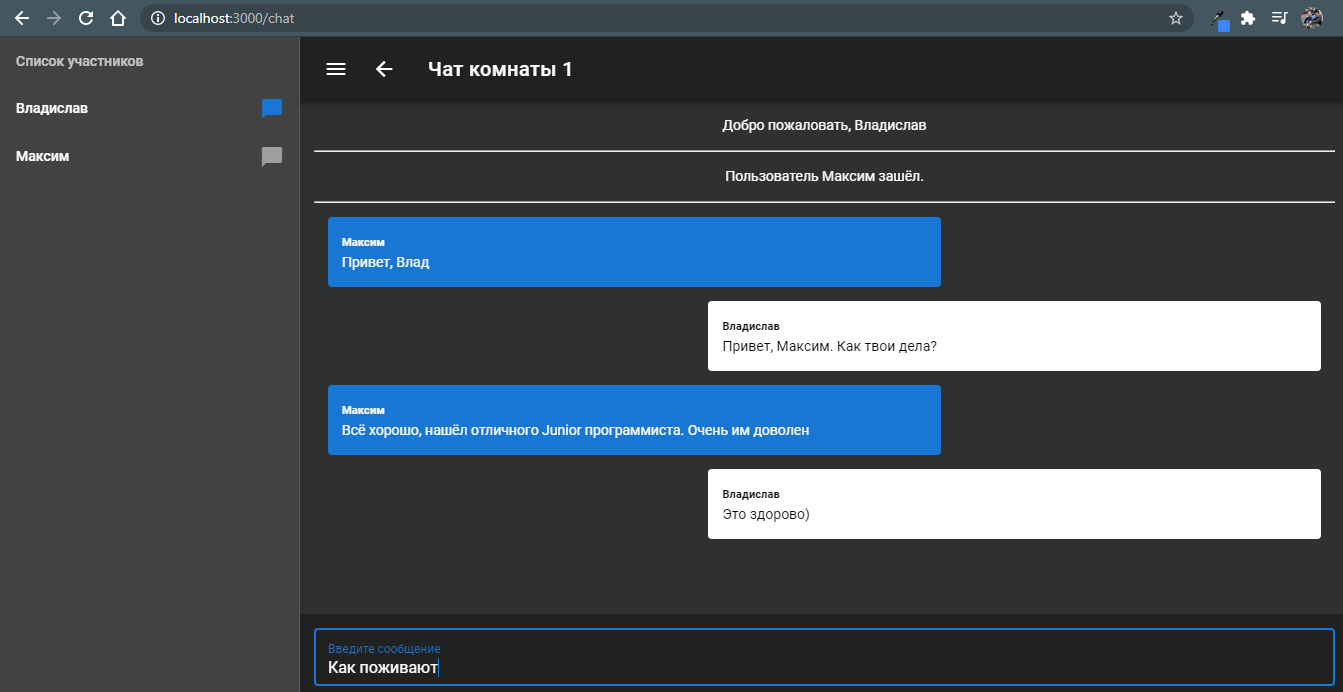 localhost:3000/chat
Список участников
Владислав
Максим
Чат комнаты 1
Добро пожаловать, Владислав
Пользователь Максим зашёл.
Максим
Привет, Влад
Владислав
Привет, Максим. Как твои дела?
Максим
Всё хорошо, нашёл отличного Junior программиста. Очень им доволен
Владислав
Это здорово)
Введите сообщение
Как поживают